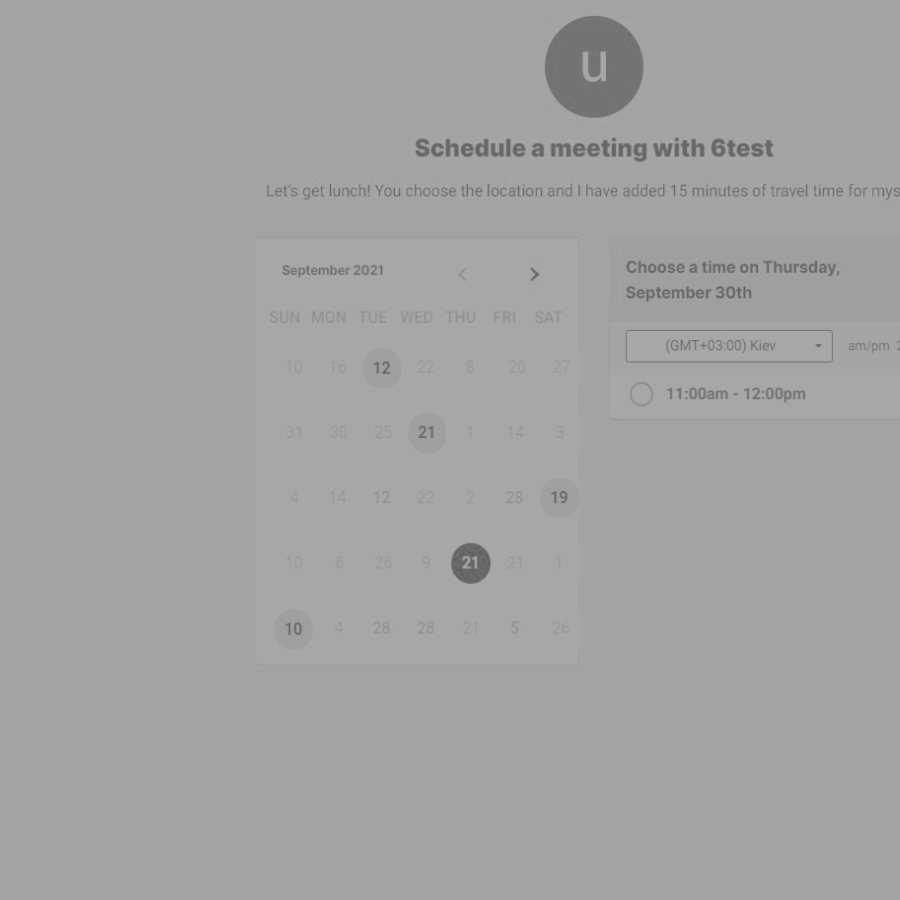 u
Schedule a meeting with 6test
Let's get lunch! You choose the location and I have added 15 minutes of travel time for mys
September 2021
SUN MON TUE WED THU FRI SAT
10 16 12 22 8 20 27
31 30 25 21 1 14 3
4 14 12 22 2 28 19
10 6 26 9 21 21 1
10 4 28 28 21 5 26
Choose a time on Thursday,
September 30th
(GMT+03:00) Kiev am/pm 2
11:00am - 12:00pm